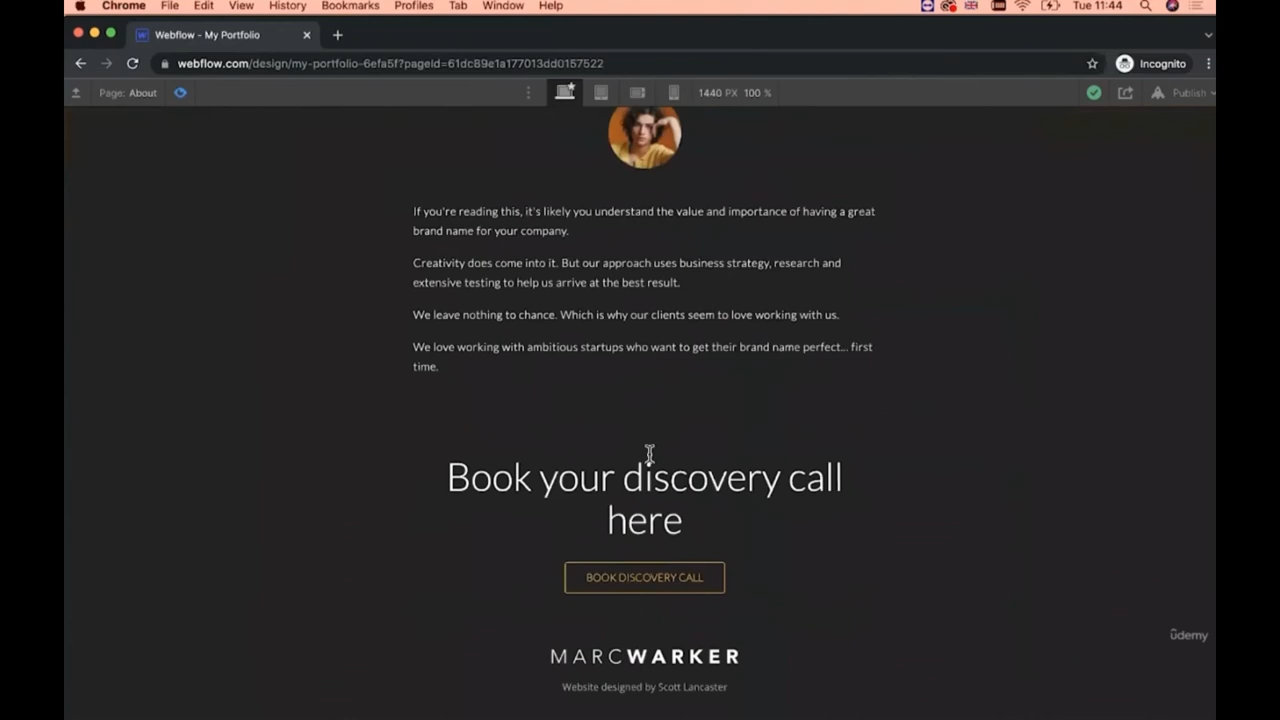 Chrome File Edit View History Bookmarks Profiles Tab Window Help Tue 11:44
Webflow - My Portfolio
webflow.com/design/my-portfolio-6efa5f?pageId=61dc89e1a177013dd0157522 Incognito
Page: About 1440 PX 100 % Publish
If you're reading this, it's likely you understand the value and importance of having a great
brand name for your company.
Creativity does come into it. But our approach uses business strategy, research and
extensive testing to help us arrive at the best result.
We leave nothing to chance. Which is why our clients seem to love working with us.
We love working with ambitious startups who want to get their brand name perfect... first
time.
Book your discovery call
here
BOOK DISCOVERY CALL
ûdemy
MARCWARKER
Website designed by Scott Lancaster